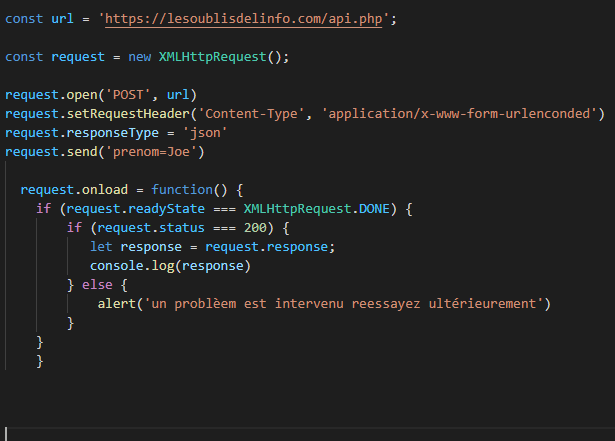 const url = 'https://lesoublisdelinfo.com/api.php';
const request = new XMLHttpRequest();
request.open('POST', url)
request.setRequestHeader('Content-Type', 'application/x-www-form-urlenconded')
request.responseType = 'json'
request.send('prenom=Joe')
request.onload = function() {
if (request.readyState === XMLHttpRequest.DONE) {
if (request.status === 200) {
let response = request.response;
console.log(response)
} else {
alert('un problèem est intervenu reessayez ultérieurement')
}
}
}